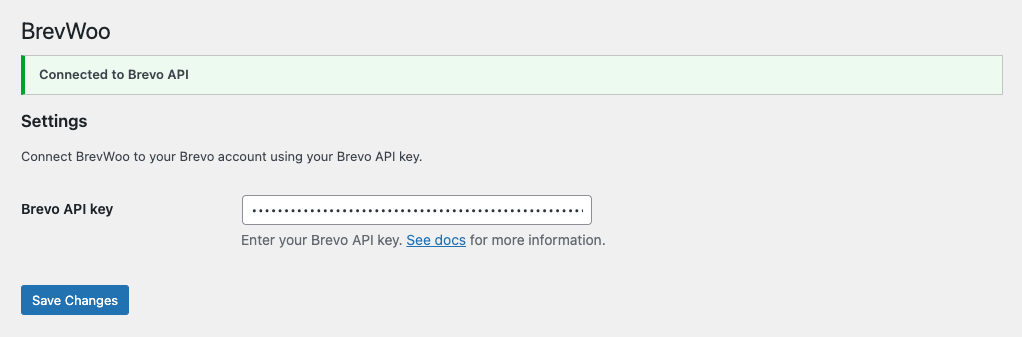 BrevWoo
Connected to Brevo API
Settings
Connect BrevWoo to your Brevo account using your Brevo API key.
Brevo API key
Enter your Brevo API key. See docs for more information.
Save Changes